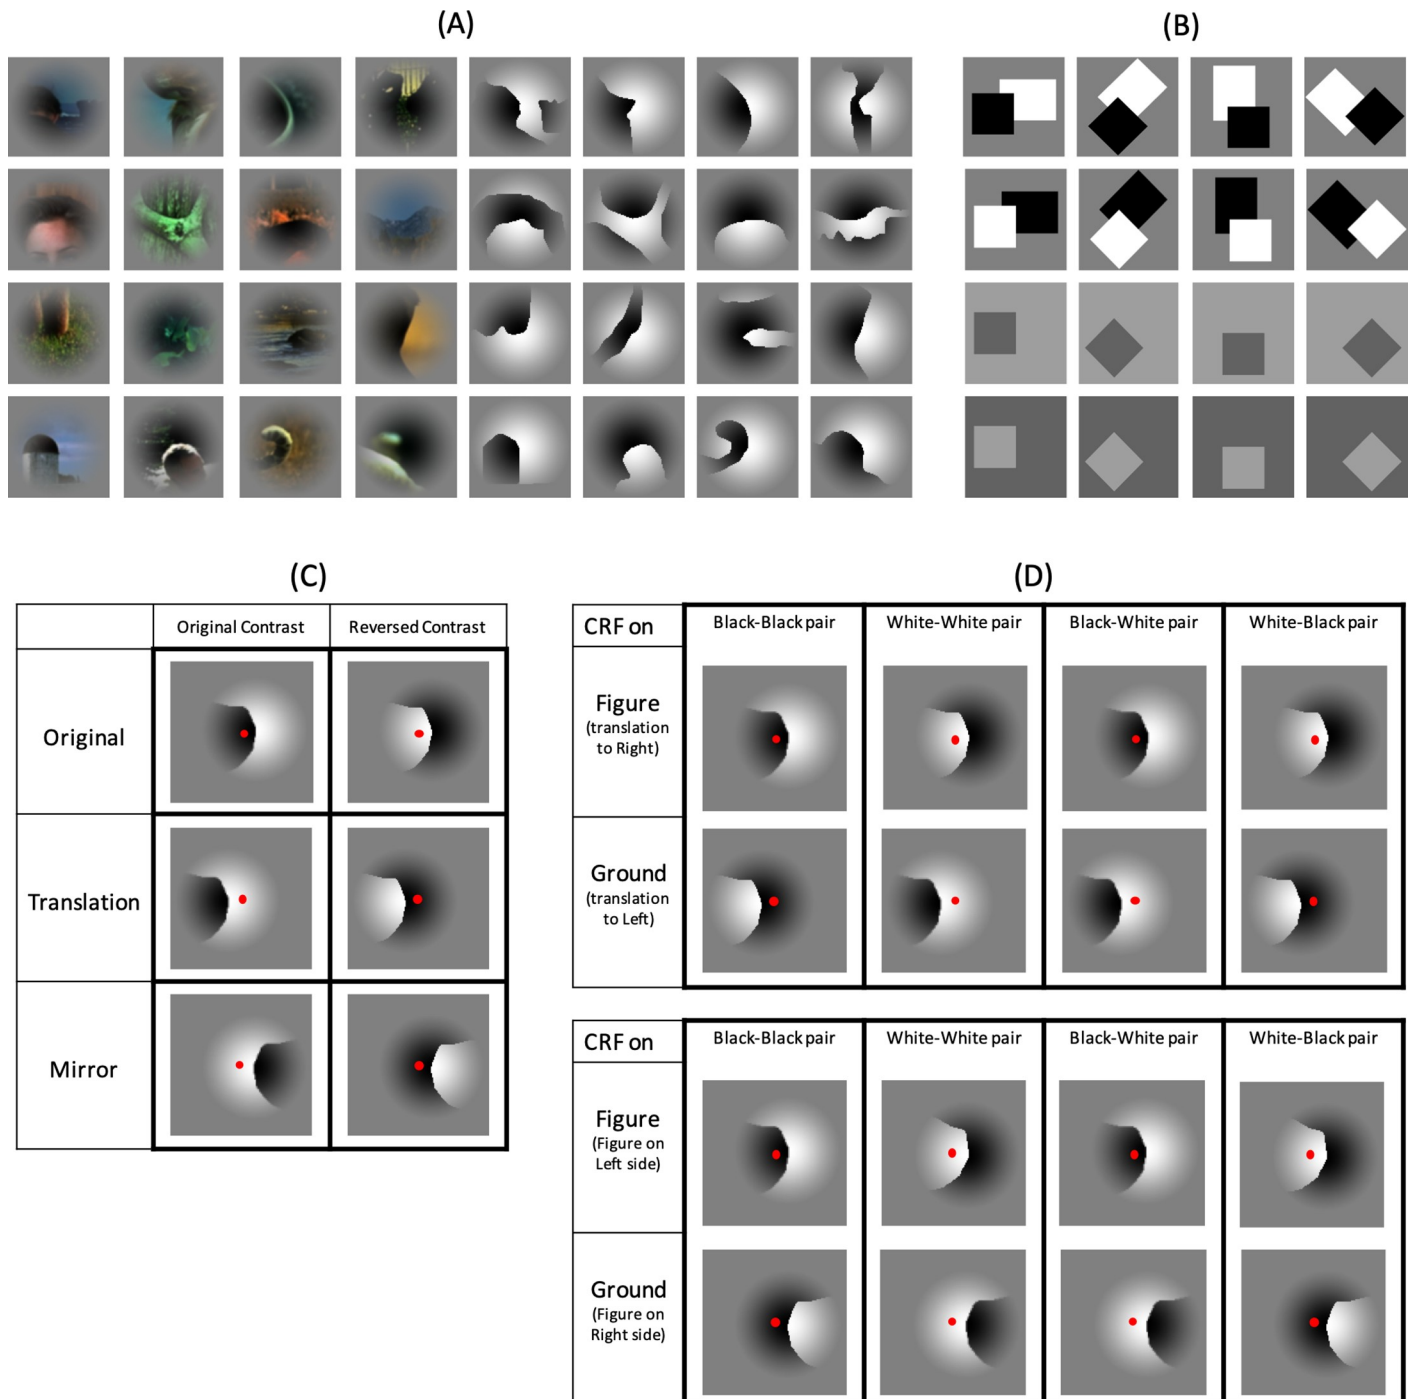 (A)
(B)
(C)
Original Contrast
Reversed Contrast
Original
Translation
Mirror
(D)
CRF on
Black-Black pair
White-White pair
Black-White pair
White-Black pair
Figure
(translation
to Right)
Ground
(translation
to Left)
CRF on
Black-Black pair
White-White pair
Black-White pair
White-Black pair
Figure
(Figure on
Left side)
Ground
(Figure on
Right side)